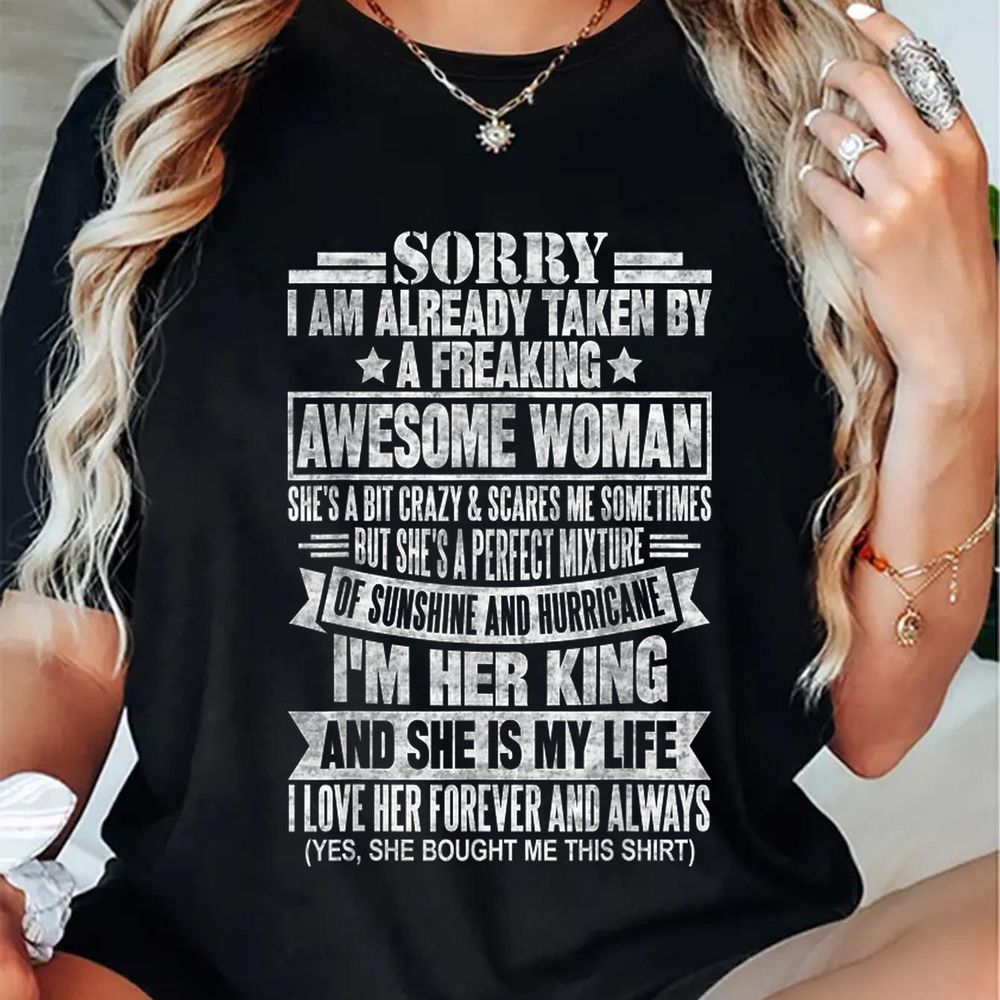 SORRY
I AM ALREADY TAKEN BY
A FREAKING
AWESOME WOMAN
SHE'S A BIT CRAZY & SCARES ME SOMETIMES
BUT SHE'S A PERFECT MIXTURE
OF SUNSHINE AND HURRICANE
I'M HER KING
AND SHE IS MY LIFE
I LOVE HER FOREVER AND ALWAYS
(YES, SHE BOUGHT ME THIS SHIRT)